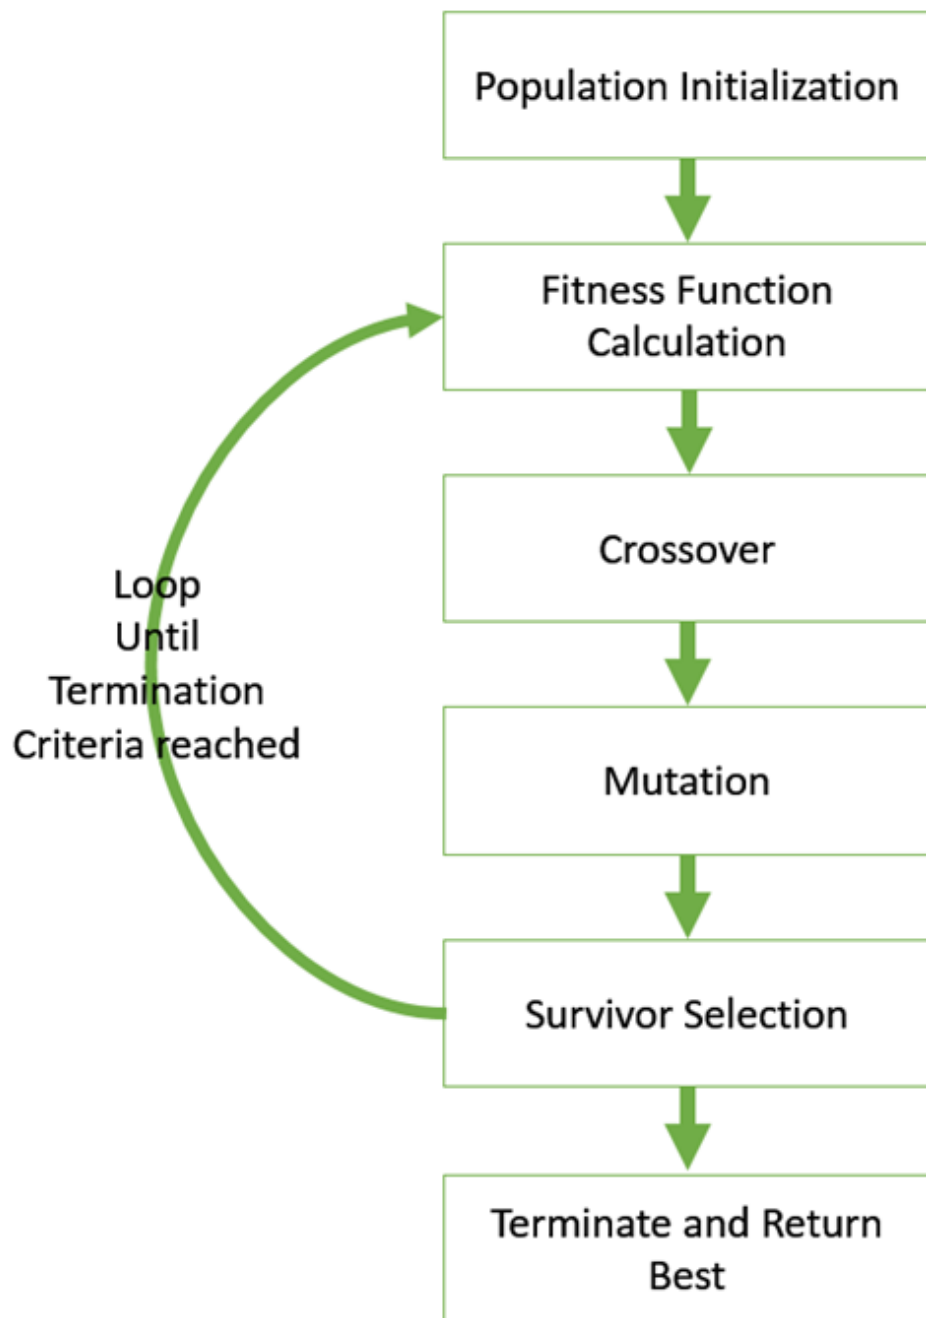 Population Initialization
Fitness Function
Calculation
Crossover
Loop
Until
Termination
Criteria reached
Mutation
Survivor Selection
Terminate and Return
Best